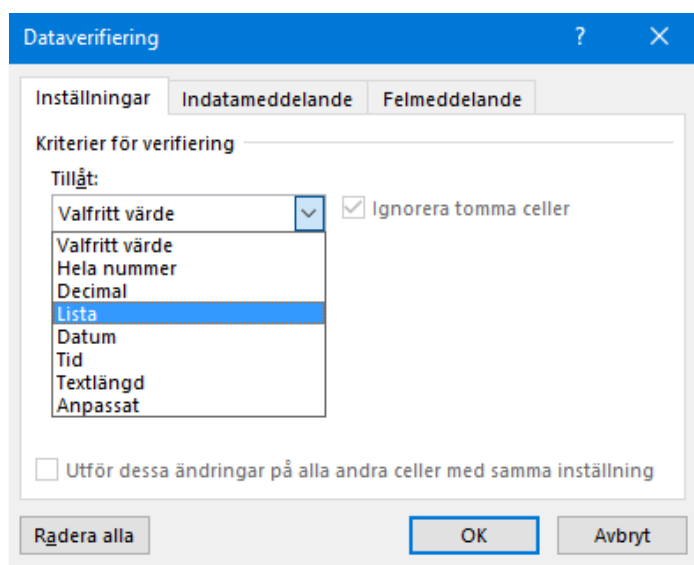 Dataverifiering ? ×
Inställningar Indatameddelande Felmeddelande
Kriterier för verifiering
Tillåt:
Valfritt värde Ignorera tomma celler
Valfritt värde
Hela nummer
Decimal
Lista
Datum
Tid
Textlängd
Anpassat
Utför dessa ändringar på alla andra celler med samma inställning
Radera alla OK Avbryt